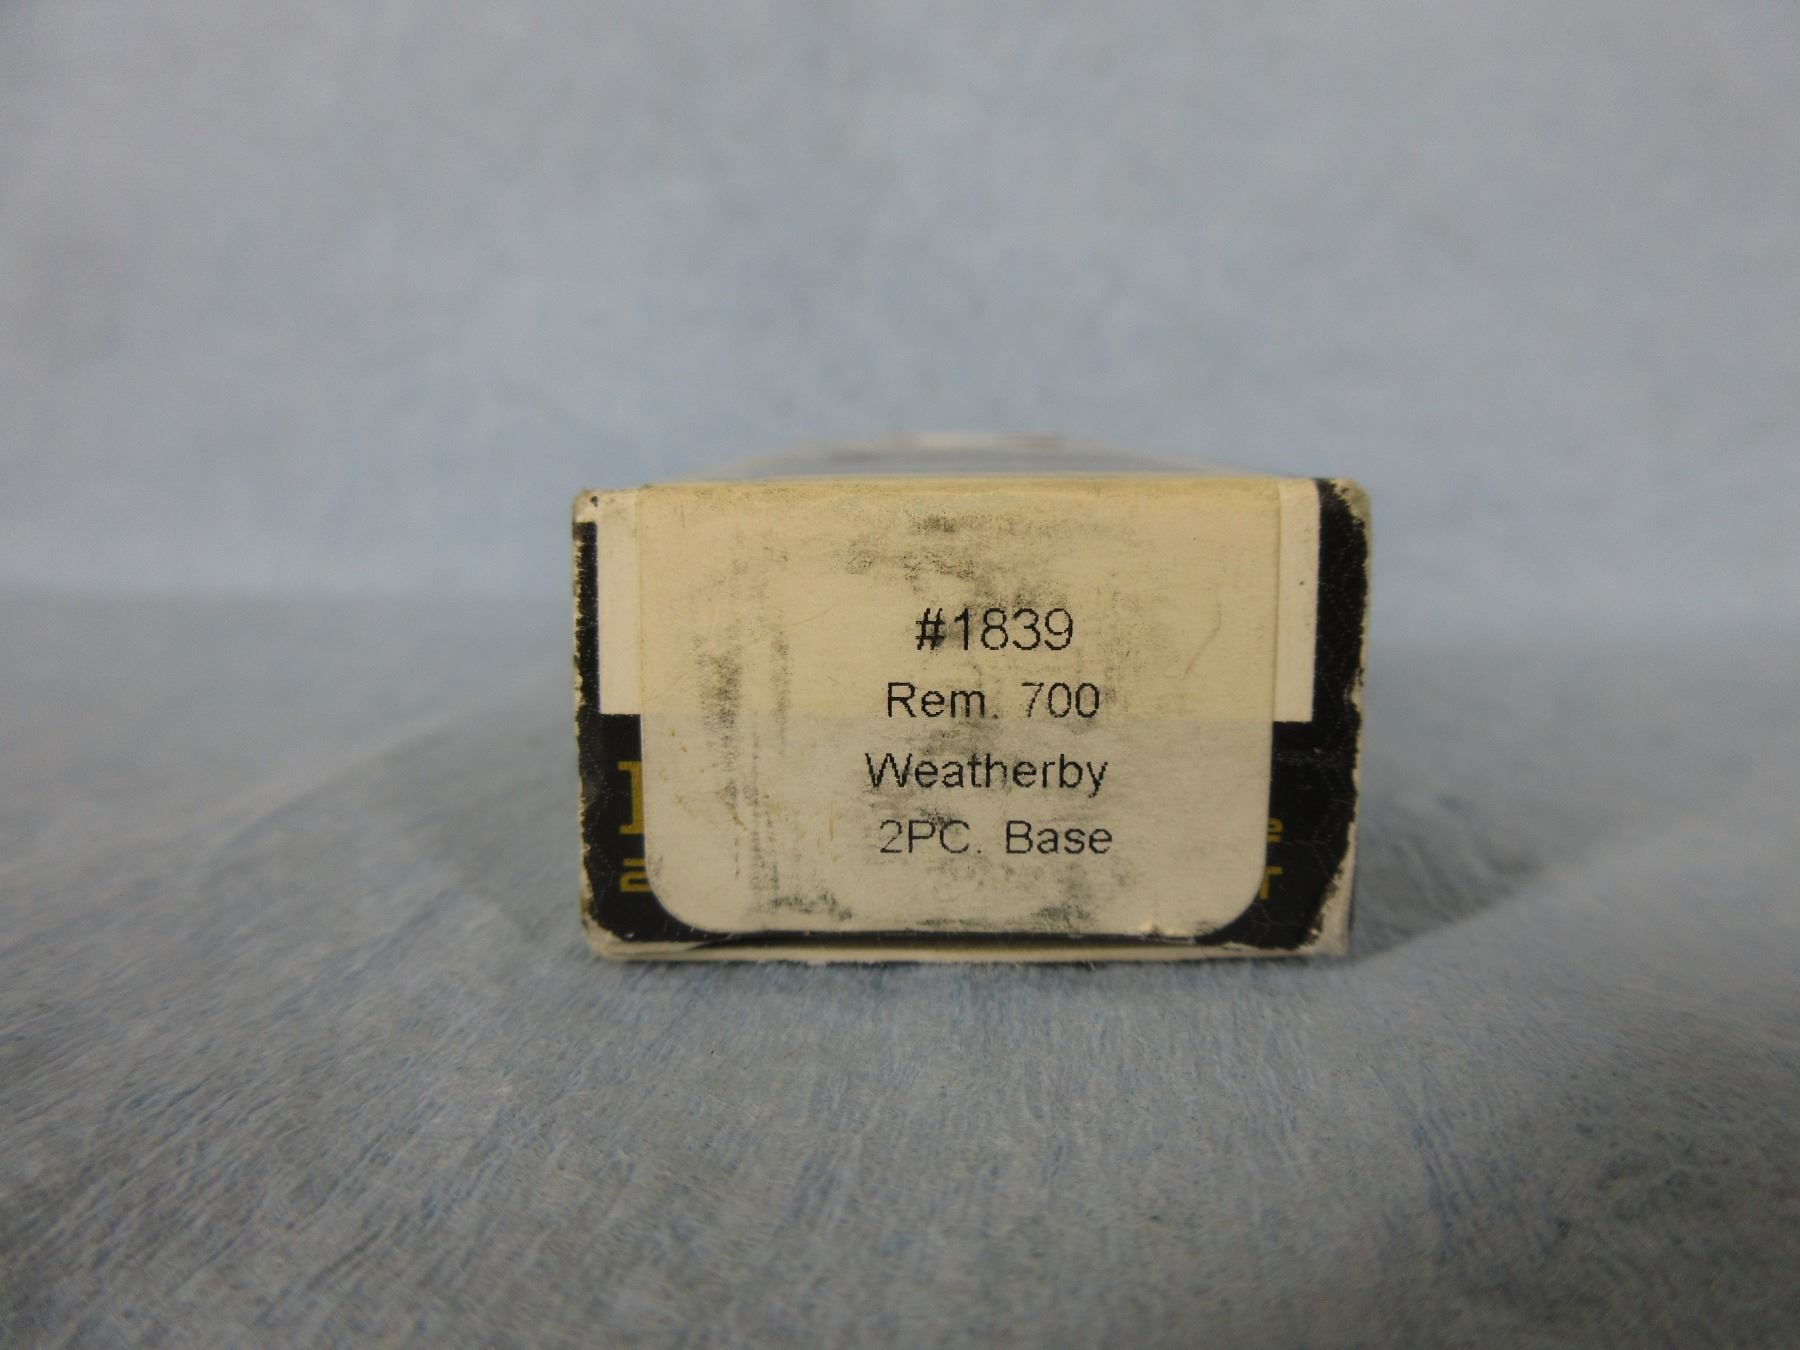 #1839
Rem. 700
Weatherby
2PC. Base